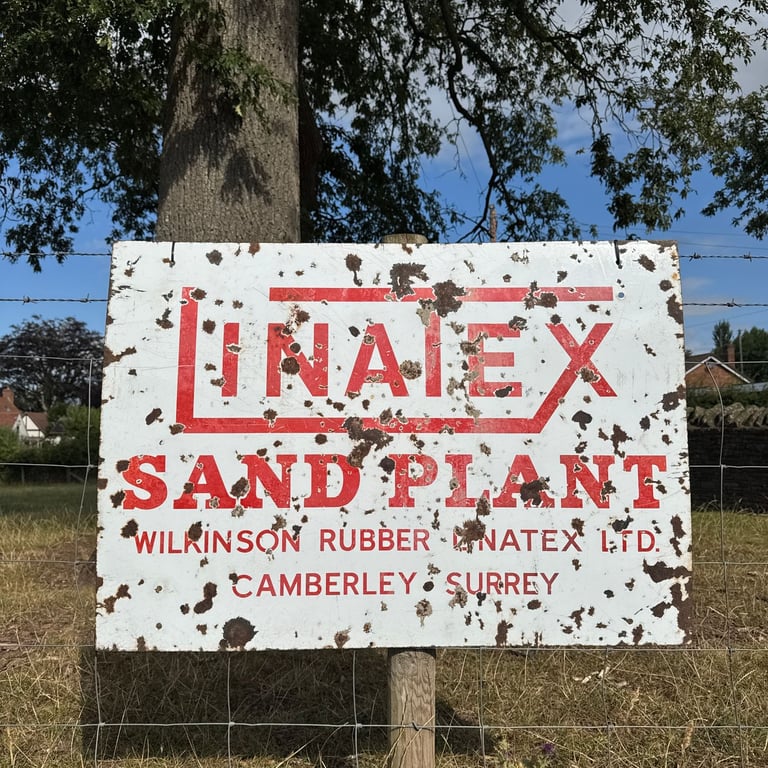 LINATEX
SAND PLANT
WILKINSON RUBBER LINATEX LTD.
CAMBERLEY SURREY